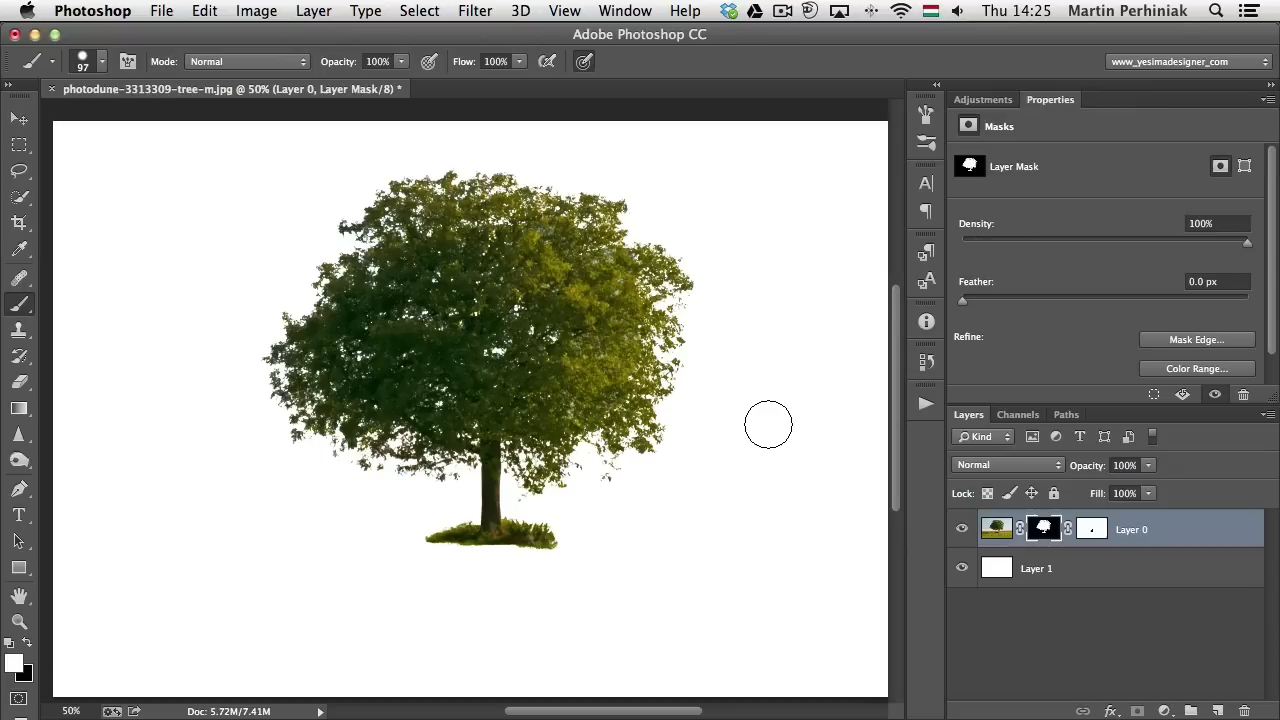 Photoshop File Edit Image Layer Type Select Filter 3D View Window Help Thu 14:25 Martin Perhiniak
Adobe Photoshop CC
97 Mode: Normal Opacity: 100% Flow: 100% www_yesimadesigner_com
photodune-3313309-tree-m.jpg @ 50% (Layer 0, Layer Mask/8) *
Adjustments Properties
Masks
Layer Mask
Density: 100%
Feather: 0.0 px
Refine: Mask Edge...
Color Range...
Layers Channels Paths
Kind
Normal Opacity: 100%
Lock: Fill: 100%
Layer 0
Layer 1
50% Doc: 5.72M/7.41M